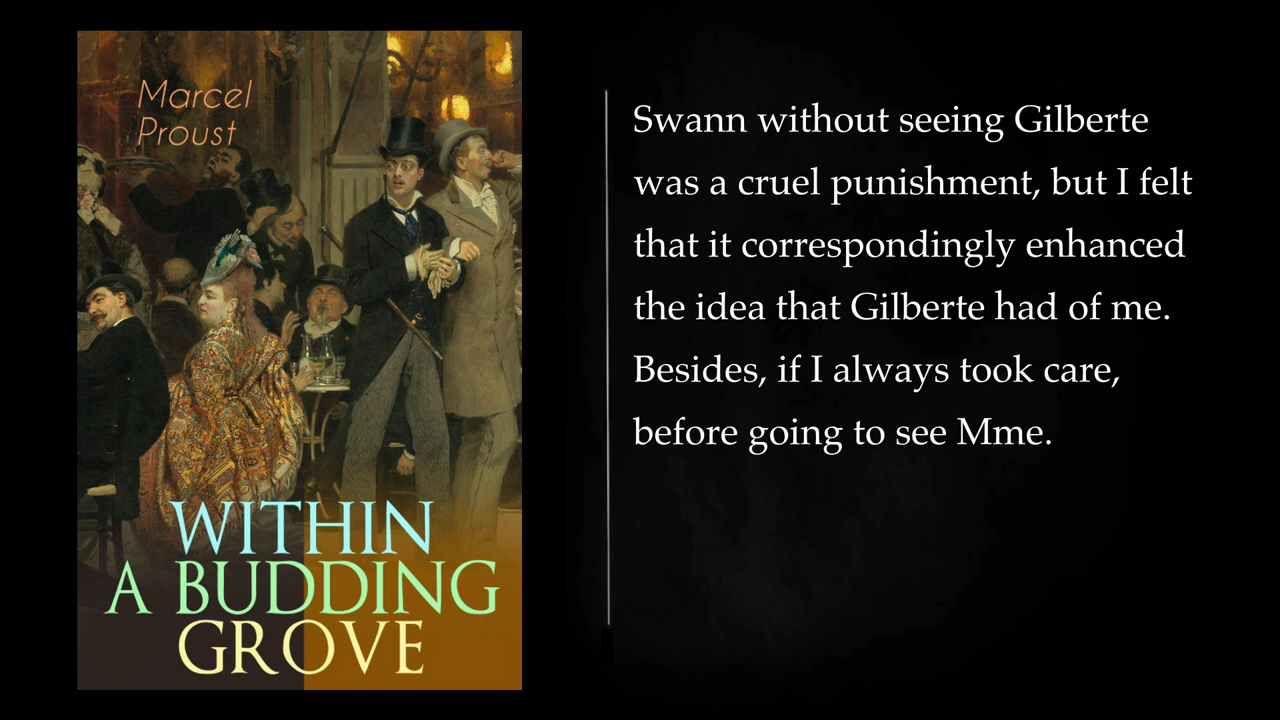 Marcel
Proust
WITHIN
A BUDDING
GROVE
Swann without seeing Gilberte
was a cruel punishment, but I felt
that it correspondingly enhanced
the idea that Gilberte had of me.
Besides, if I always took care,
before going to see Mme.